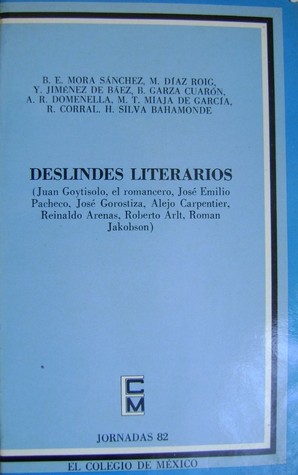 B. E. MORA SÁNCHEZ, M. DÍAZ ROIG,
Y. JIMÉNEZ DE BÁEZ, B. GARZA CUARÓN,
A. R. DOMENELLA, M. T. MIAJA DE GARCÍA,
R. CORRAL. H. SILVA BAHAMONDE
DESLINDES LITERARIOS
(Juan Goytisolo, el romancero, José Emilio
Pacheco, José Gorostiza, Alejo Carpentier,
Reinaldo Arenas, Roberto Arlt, Roman
Jakobson)
C
M
JORNADAS 82
EL COLEGIO DE MÉXICO